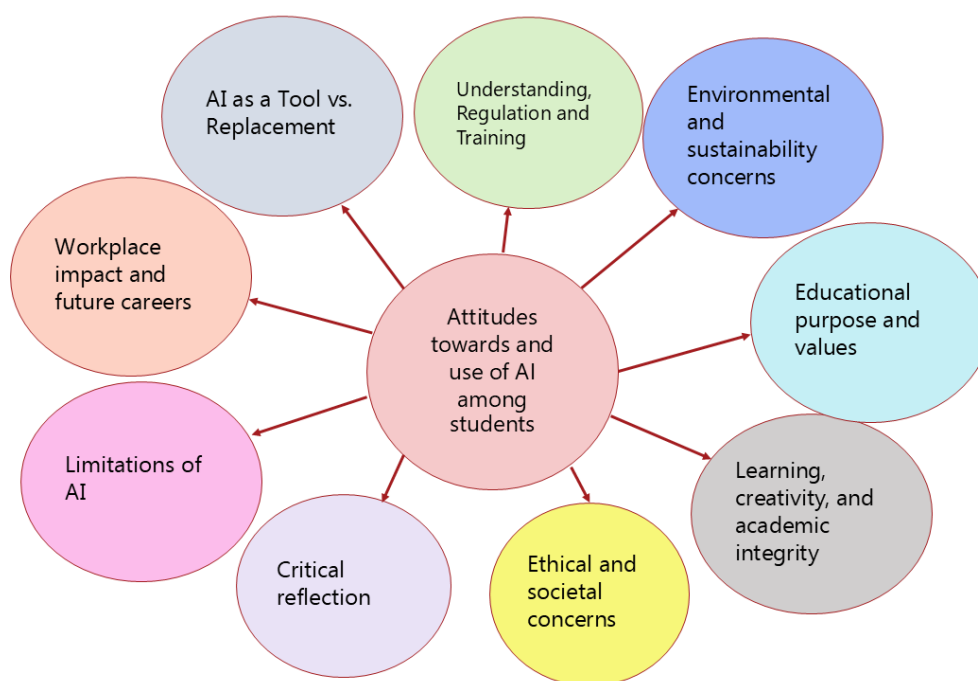 AI as a Tool vs.
Replacement
Understanding,
Regulation and
Training
Environmental
and
sustainability
concerns
Workplace
impact and
future careers
Educational
purpose and
values
Attitudes
towards and
use of AI
among
students
Limitations of
AI
Learning,
creativity, and
academic
integrity
Critical
reflection
Ethical and
societal
concerns